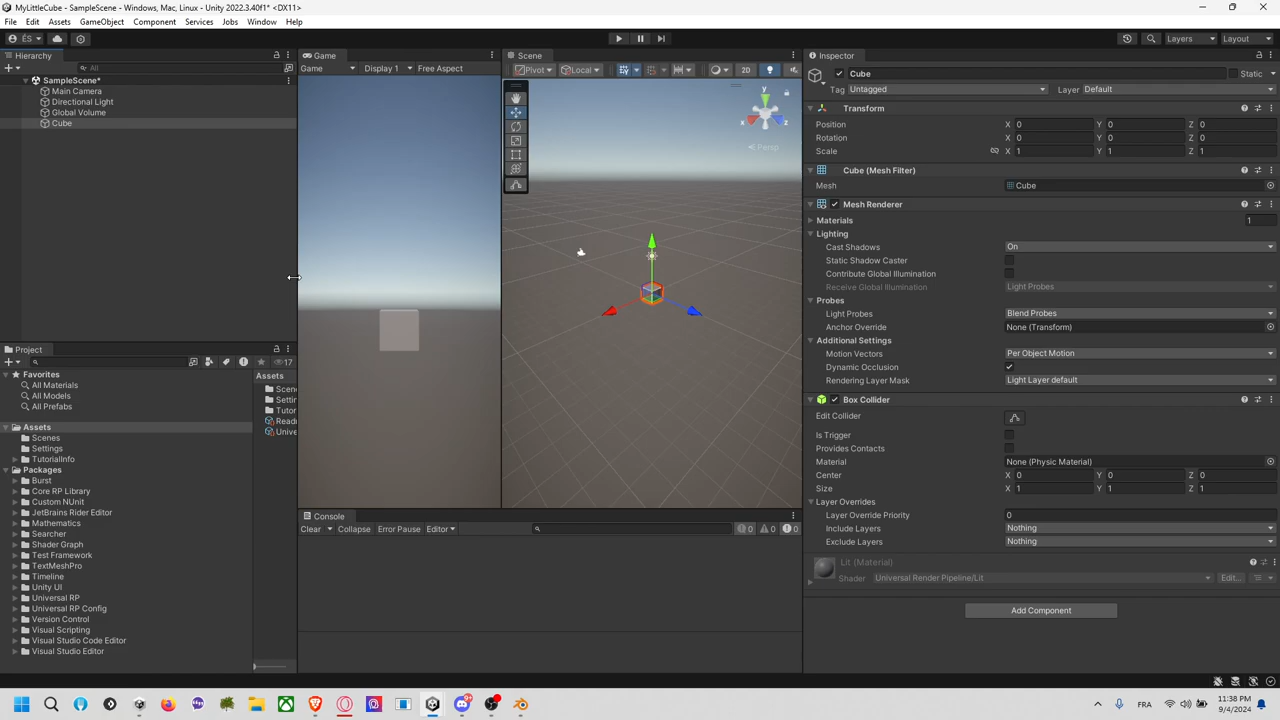 MyLittleCube - SampleScene - Windows, Mac, Linux - Unity 2022.3.40f1* <DX11>
File Edit Assets GameObject Component Services Jobs Window Help
ÉS Layers Layout
Hierarchy
All
SampleScene*
Main Camera
Directional Light
Global Volume
Cube
Game
Game Display 1 Free Aspect
Scene
Pivot Local 2D
y
x z
Persp
Inspector
Cube Static
Tag Untagged Layer Default
Transform
Position X 0 Y 0 Z 0
Rotation X 0 Y 0 Z 0
Scale X 1 Y 1 Z 1
Cube (Mesh Filter)
Mesh Cube
Mesh Renderer
Materials 1
Lighting
Cast Shadows On
Static Shadow Caster
Contribute Global Illumination
Receive Global Illumination Light Probes
Probes
Light Probes Blend Probes
Anchor Override None (Transform)
Additional Settings
Motion Vectors Per Object Motion
Dynamic Occlusion
Rendering Layer Mask Light Layer default
Box Collider
Edit Collider
Is Trigger
Provides Contacts
Material None (Physic Material)
Center X 0 Y 0 Z 0
Size X 1 Y 1 Z 1
Layer Overrides
Layer Override Priority 0
Include Layers Nothing
Exclude Layers Nothing
Lit (Material)
Shader Universal Render Pipeline/Lit Edit...
Add Component
Project
17
Favorites
All Materials
All Models
All Prefabs
Assets
Scenes
Settings
TutorialInfo
Packages
Burst
Core RP Library
Custom NUnit
JetBrains Rider Editor
Mathematics
Searcher
Shader Graph
Test Framework
TextMeshPro
Timeline
Unity UI
Universal RP
Universal RP Config
Version Control
Visual Scripting
Visual Studio Code Editor
Visual Studio Editor
Assets
Scene
Settin
Tutor
Readi
Unive
Console
Clear Collapse Error Pause Editor 0 0 0
FRA 11:38 PM
9/4/2024